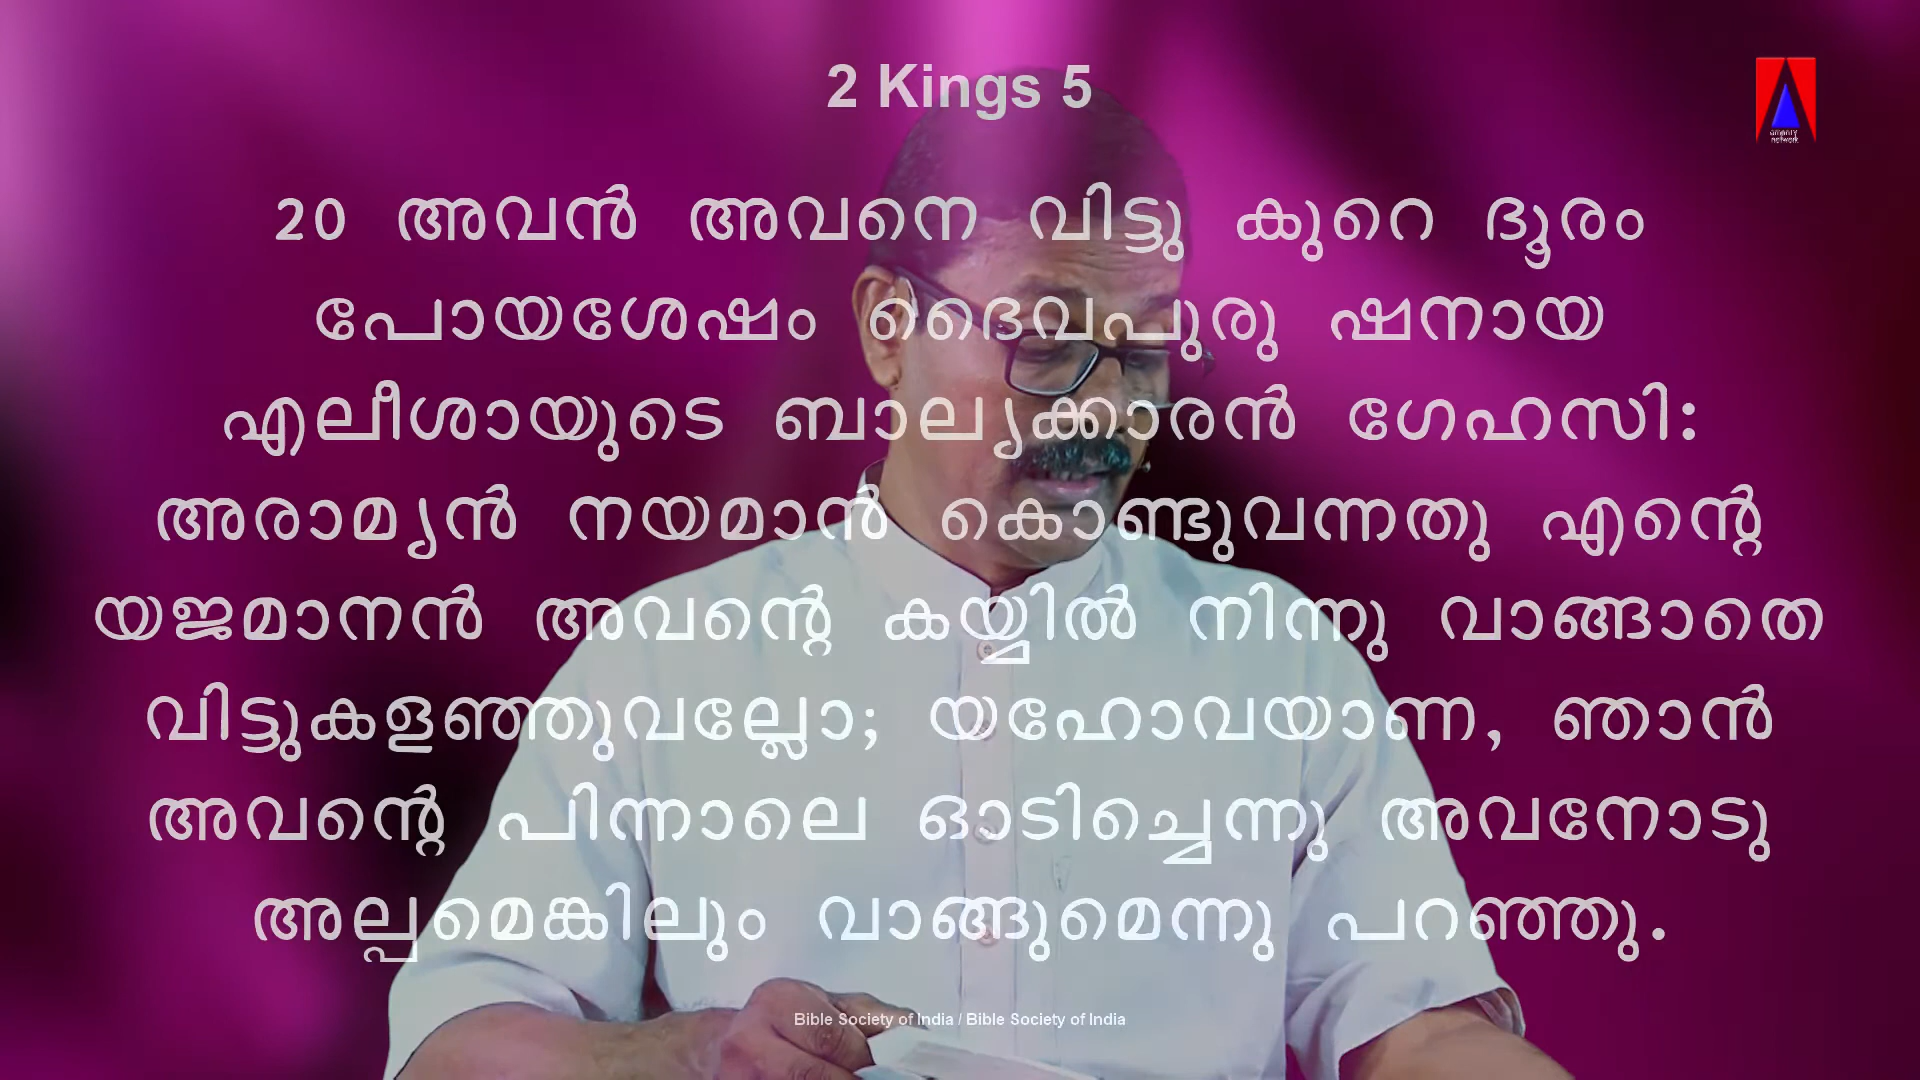 2 Kings 5
amenTV
network
20 അവൻ അവനെ വിട്ടു കുറെ ദൂരം
പോയശേഷം ദൈവപുരു ഷനായ
എലീശായുടെ ബാല്യക്കാരൻ ഗേഹസി:
അരാമ്യൻ നയമാൻ കൊണ്ടുവന്നതു എന്റെ
യജമാനൻ അവന്റെ കയ്യിൽ നിന്നു വാങ്ങാതെ
വിട്ടുകളഞ്ഞുവല്ലോ; യഹോവയാണ, ഞാൻ
അവന്റെ പിന്നാലെ ഓടിച്ചെന്നു അവനോടു
അല്പമെങ്കിലും വാങ്ങുമെന്നു പറഞ്ഞു.
Bible Society of India / Bible Society of India